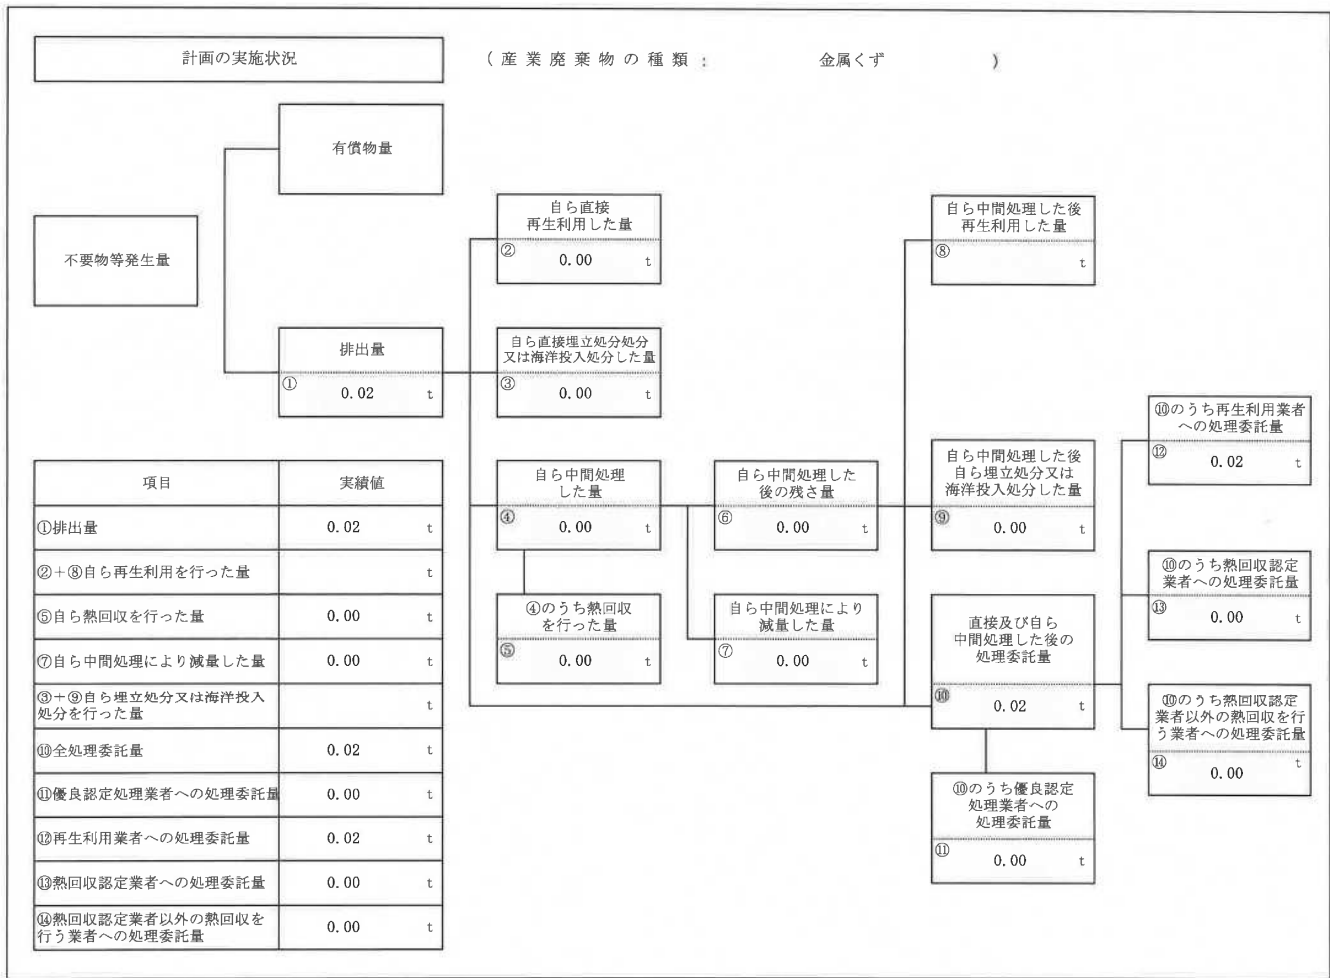 計画の実施状況
（産業廃棄物の種類： 金属くず ）
有償物量
不要物等発生量
排出量
① 0.02 t
自ら直接
再生利用した量
② 0.00 t
自ら直接埋立処分処分
又は海洋投入処分した量
③ 0.00 t
自ら中間処理
した量
④ 0.00 t
④のうち熱回収
を行った量
⑤ 0.00 t
自ら中間処理した
後の残さ量
⑥ 0.00 t
自ら中間処理により
減量した量
⑦ 0.00 t
自ら中間処理した後
再生利用した量
⑧ t
自ら中間処理した後
自ら埋立処分又は
海洋投入処分した量
⑨ 0.00 t
直接及び自ら
中間処理した後の
処理委託量
⑩ 0.02 t
⑩のうち優良認定
処理業者への
処理委託量
⑪ 0.00 t
⑩のうち再生利用業者
への処理委託量
⑫ 0.02 t
⑩のうち熱回収認定
業者への処理委託量
⑬ 0.00 t
⑩のうち熱回収認定
業者以外の熱回収を行
う業者への処理委託量
⑭ 0.00 t
項目 実績値
①排出量 0.02 t
②＋⑧自ら再生利用を行った量 t
⑤自ら熱回収を行った量 0.00 t
⑦自ら中間処理により減量した量 0.00 t
③＋⑨自ら埋立処分又は海洋投入
処分を行った量 t
⑩全処理委託量 0.02 t
⑪優良認定処理業者への処理委託量 0.00 t
⑫再生利用業者への処理委託量 0.02 t
⑬熱回収認定業者への処理委託量 0.00 t
⑭熱回収認定業者以外の熱回収を
行う業者への処理委託量 0.00 t